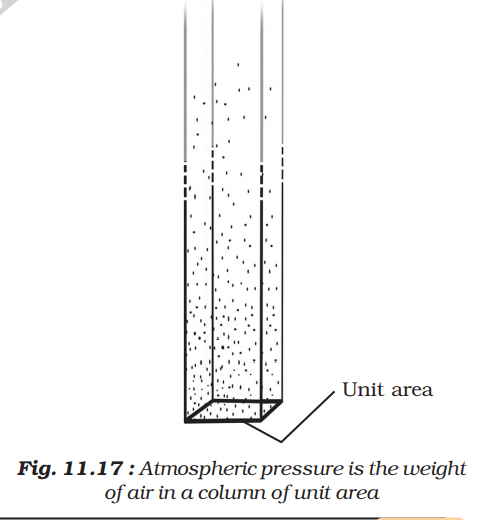 Unit area
Fig. 11.17 : Atmospheric pressure is the weight
of air in a column of unit area